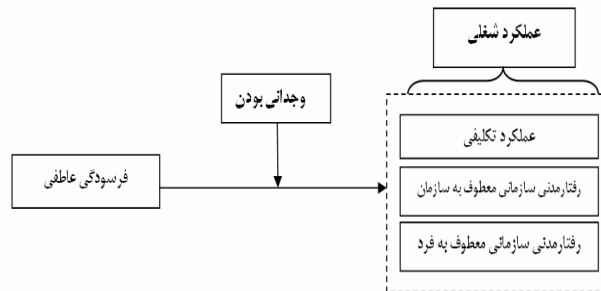 عملکرد شغلی
وجدانی بودن
عملکرد تکلیفی
فرسودگی عاطفی
رفتارمدنی سازمانی معطوف به سازمان
رفتارمدنی سازمانی معطوف به فرد